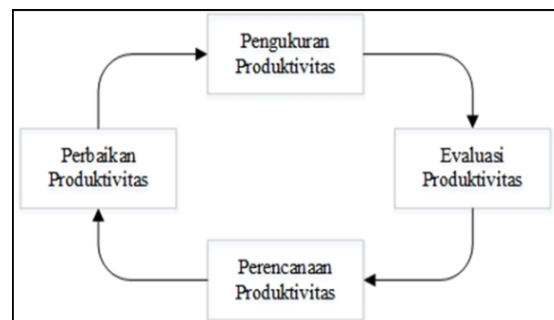 Pengukuran
Produktivitas
Evaluasi
Produktivitas
Perencanaan
Produktivitas
Perbaikan
Produktivitas